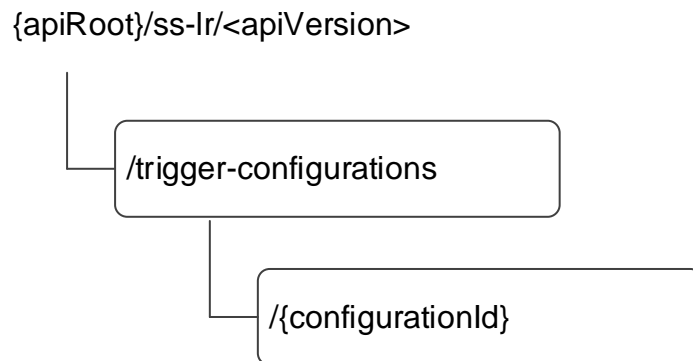 {apiRoot}/ss-lr/<apiVersion>
/trigger-configurations
/{configurationId}